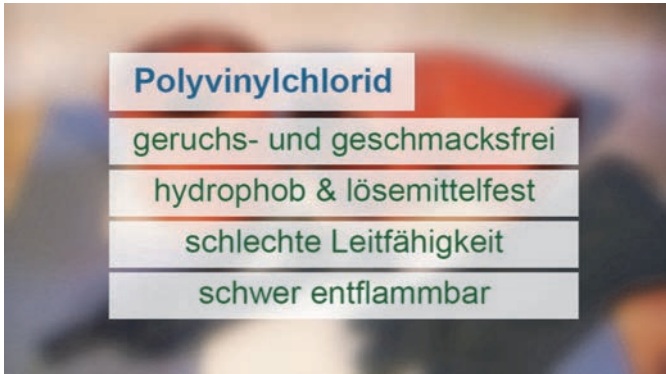 Polyvinylchlorid
geruchs- und geschmacksfrei
hydrophob & lösemittelfest
schlechte Leitfähigkeit
schwer entflammbar